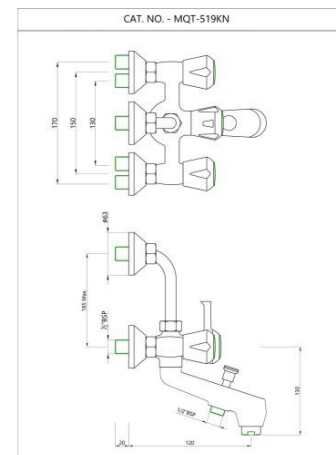 CAT. NO. - MQT-519KN
170
150
130
ø63
185 Max.
½"BSP
130
1/2"BSP
20
120